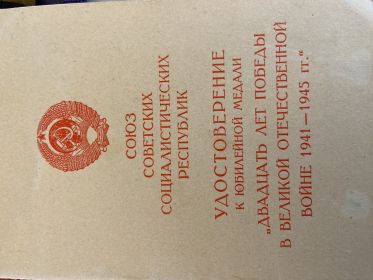 СОЮЗ
СОВЕТСКИХ
СОЦИАЛИСТИЧЕСКИХ
РЕСПУБЛИК
УДОСТОВЕРЕНИЕ
К ЮБИЛЕЙНОЙ МЕДАЛИ
„ДВАДЦАТЬ ЛЕТ ПОБЕДЫ
В ВЕЛИКОЙ ОТЕЧЕСТВЕННОЙ
ВОЙНЕ 1941—1945 гг.“